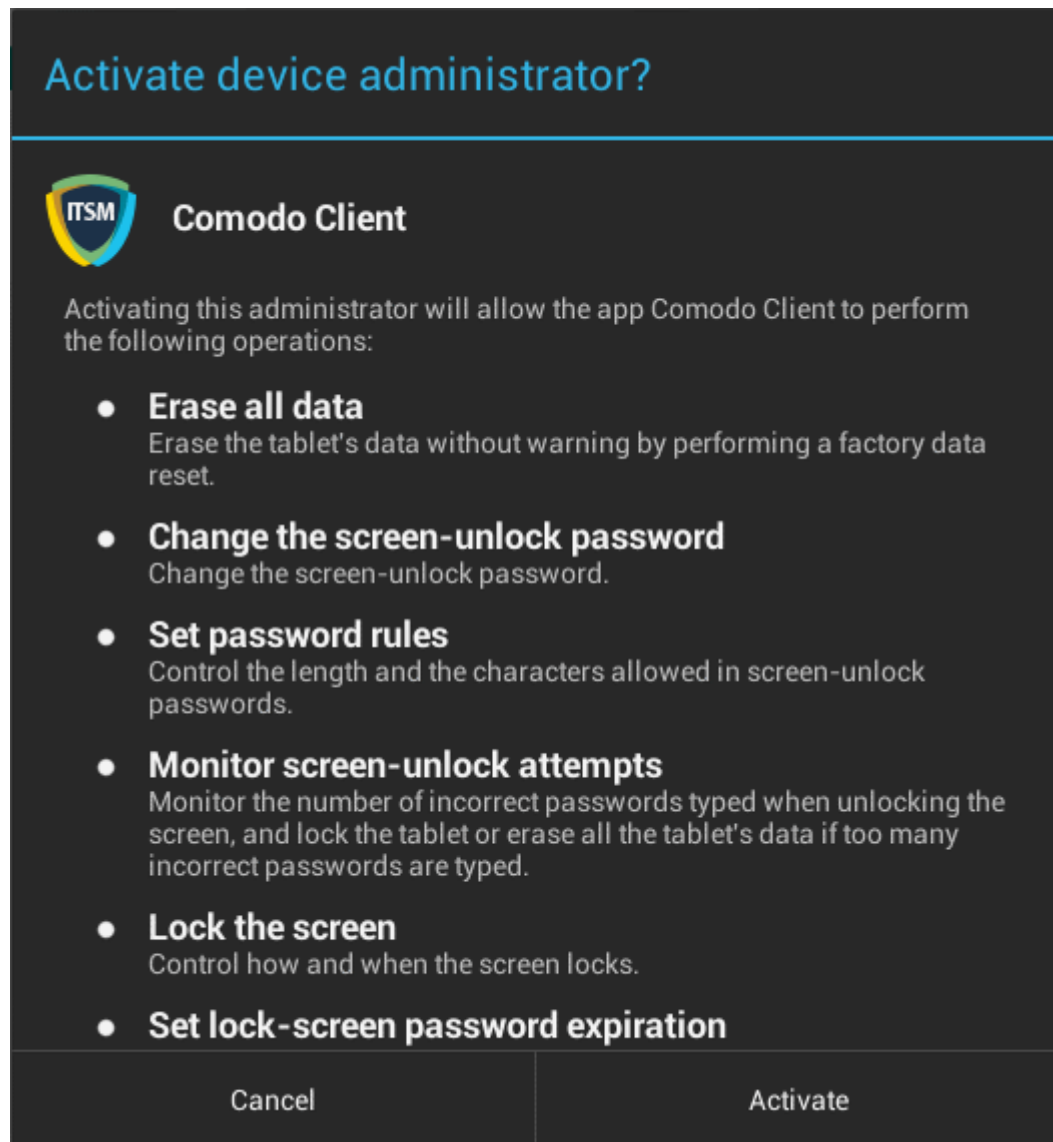 Activate device administrator?
ITSM
Comodo Client
Activating this administrator will allow the app Comodo Client to perform
the following operations:
● Erase all data
Erase the tablet's data without warning by performing a factory data
reset.
● Change the screen-unlock password
Change the screen-unlock password.
● Set password rules
Control the length and the characters allowed in screen-unlock
passwords.
● Monitor screen-unlock attempts
Monitor the number of incorrect passwords typed when unlocking the
screen, and lock the tablet or erase all the tablet's data if too many
incorrect passwords are typed.
● Lock the screen
Control how and when the screen locks.
● Set lock-screen password expiration
Cancel
Activate